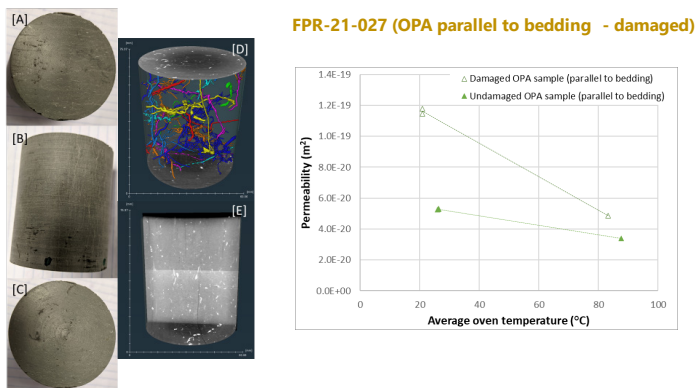 FPR-21-027 (OPA parallel to bedding - damaged)
[A]
[B]
[C]
[D]
[E]
1.4E-19
1.2E-19
1.0E-19
8.0E-20
6.0E-20
4.0E-20
2.0E-20
0.0E+00
Permeability (m²)
Damaged OPA sample (parallel to bedding)
Undamaged OPA sample (parallel to bedding)
0 20 40 60 80 100
Average oven temperature (°C)